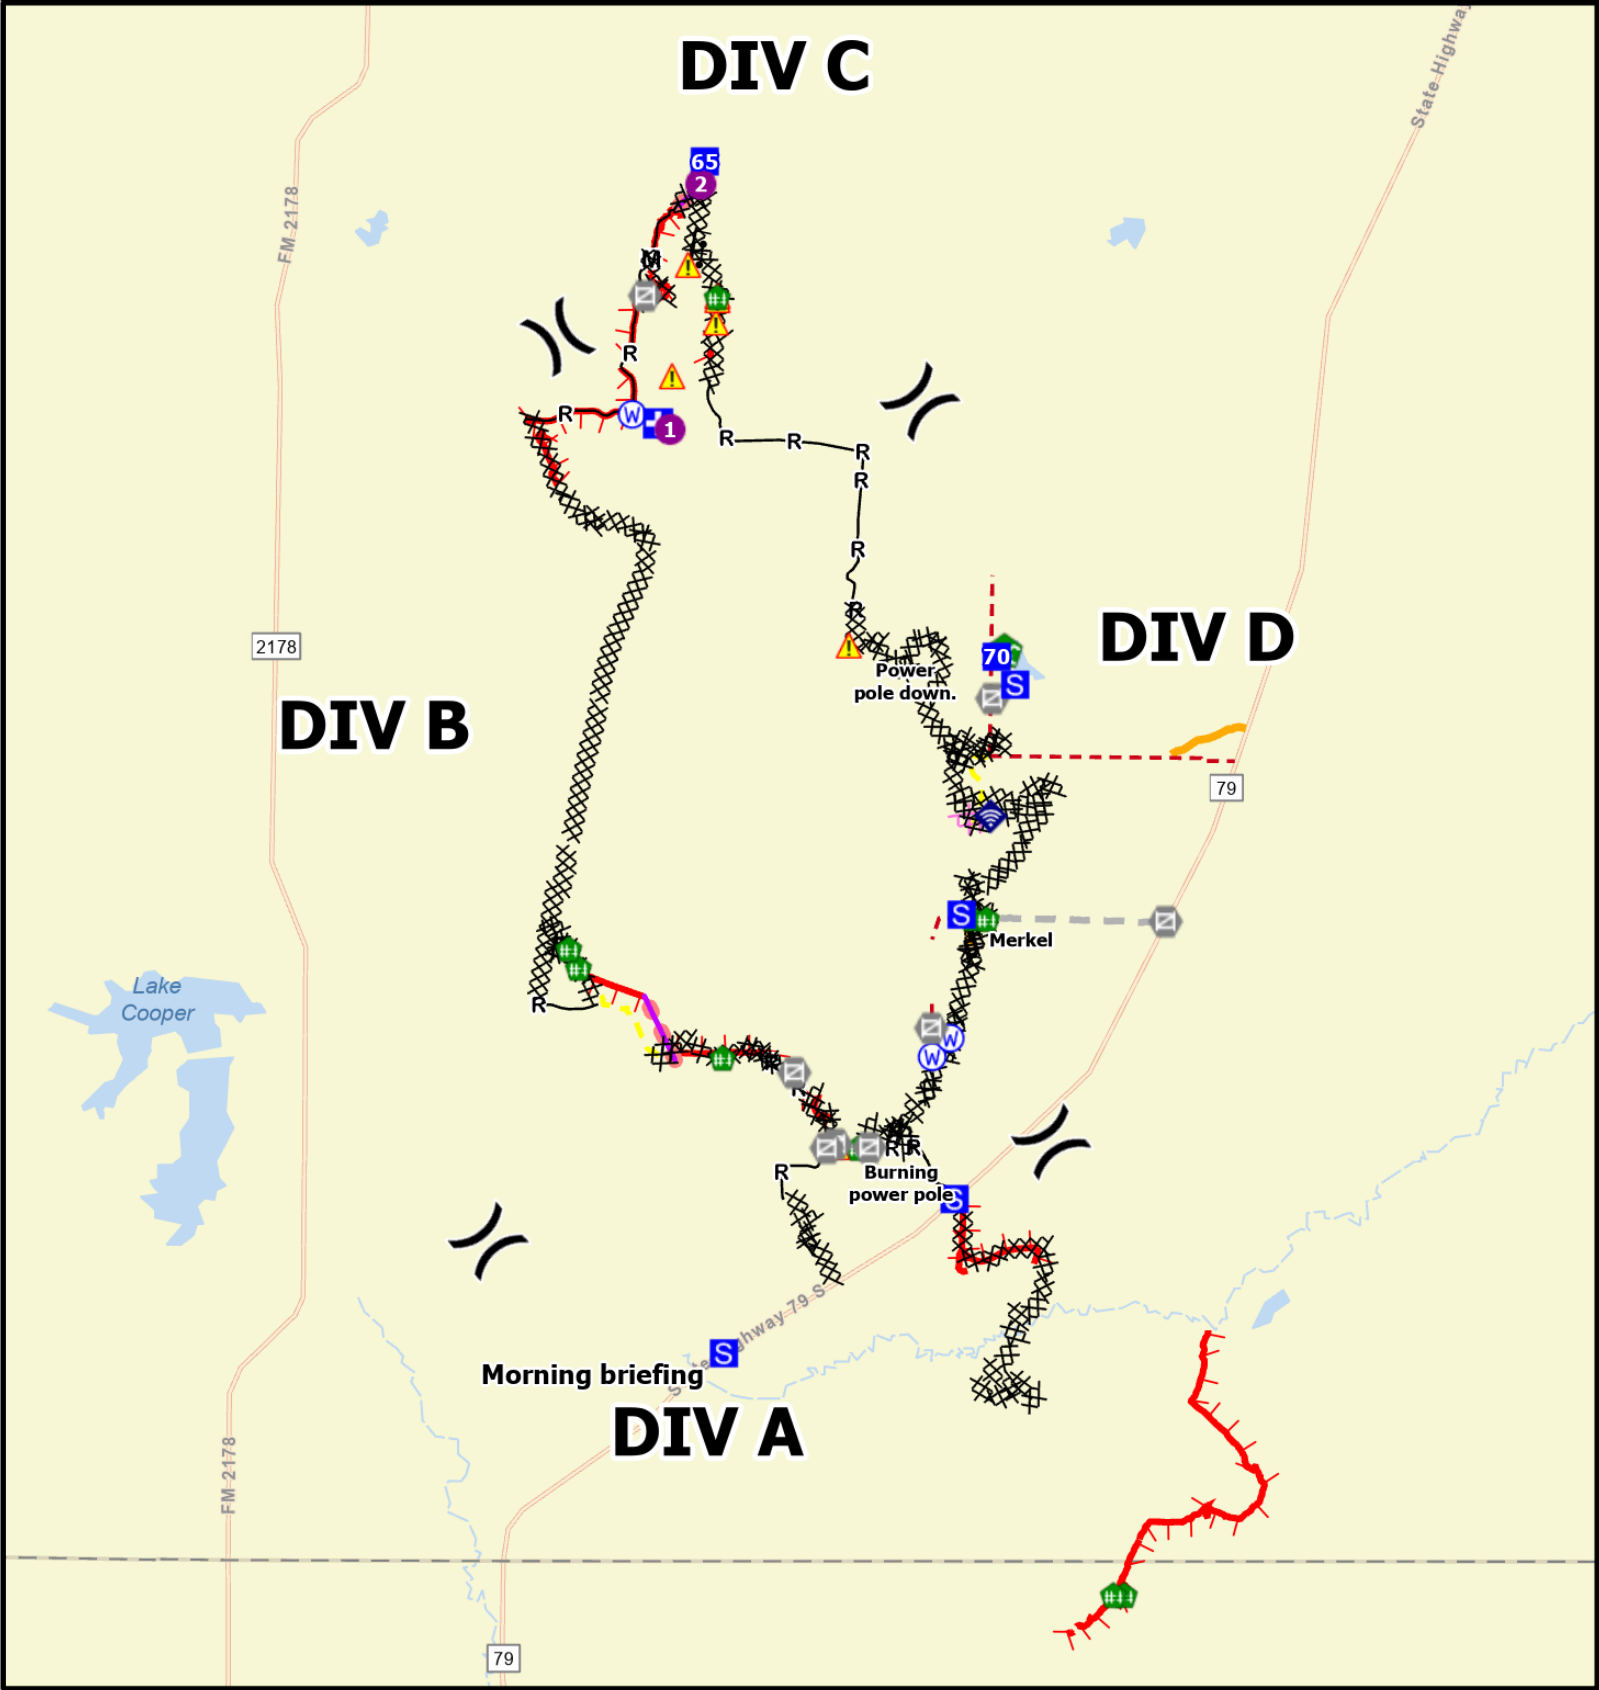 DIV C
State Highway
65
2
FM 2178
M
R
R
W
1
R
R
R
R
R
R
2178
DIV B
DIV D
70
S
Power
pole down.
79
S
Merkel
Lake
Cooper
R
W
W
R
R
R
Burning
power pole
S
State Highway 79 S
S
Morning briefing
DIV A
FM 2178
79